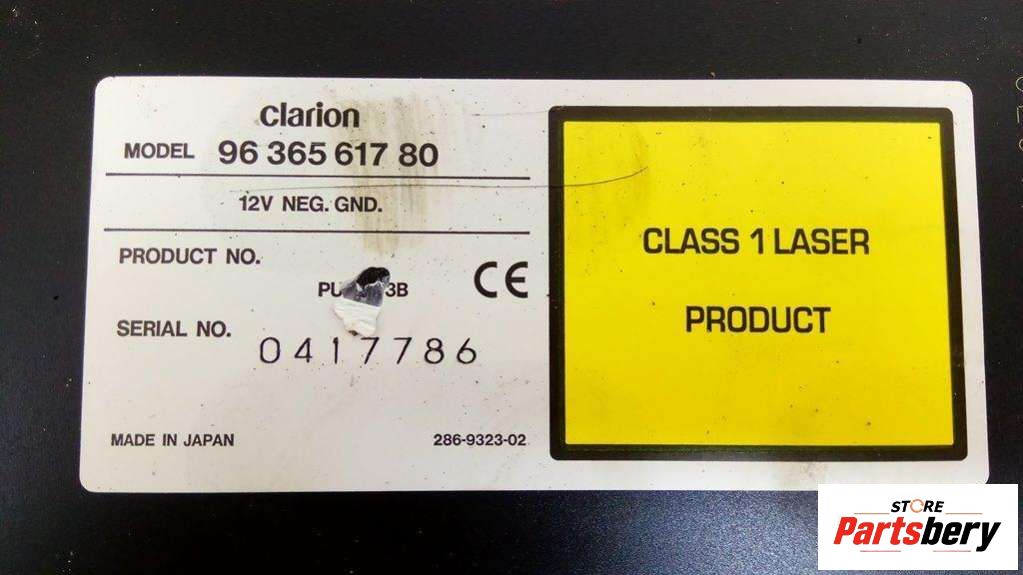 clarion
MODEL 96 365 617 80
12V NEG. GND.
PRODUCT NO.
CE
SERIAL NO.
0417786
MADE IN JAPAN
286-9323-02
CLASS 1 LASER
PRODUCT
STORE
Partsbery